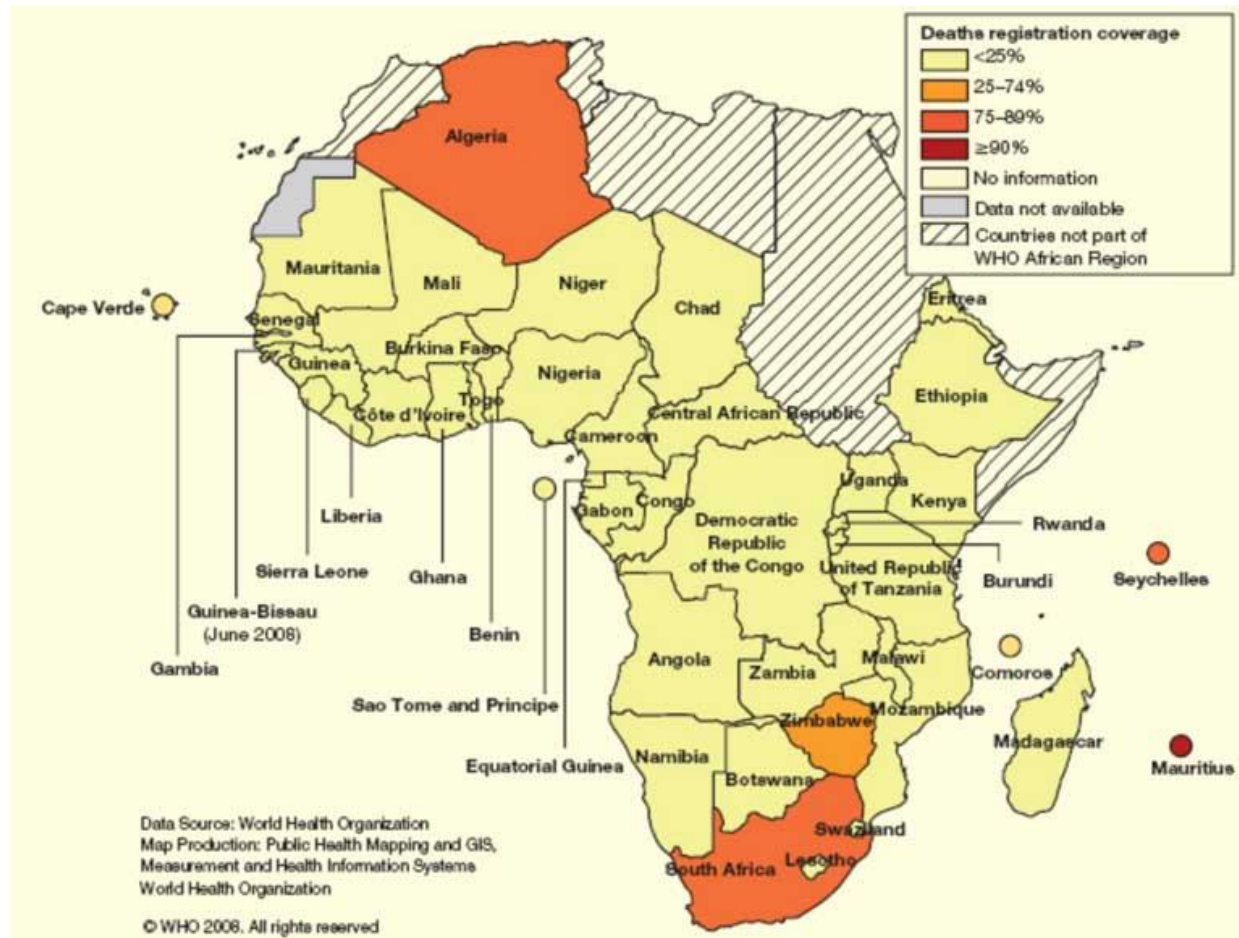 Deaths registration coverage
<25%
25–74%
75–89%
≥90%
No information
Data not available
Countries not part of
WHO African Region
Algeria
Mauritania
Mali
Niger
Chad
Eritrea
Cape Verde
Senegal
Burkina Faso
Guinea
Nigeria
Ethiopia
Togo
Côte d'Ivoire
Central African Republic
Cameroon
Uganda
Kenya
Gabon
Congo
Liberia
Democratic
Republic
of the Congo
Rwanda
Sierra Leone
Ghana
United Republic
of Tanzania
Burundi
Seychelles
Guinea-Bissau
(June 2008)
Benin
Gambia
Angola
Zambia
Malawi
Comoros
Sao Tome and Principe
Mozambique
Zimbabwe
Madagascar
Equatorial Guinea
Namibia
Botswana
Mauritius
Swaziland
Lesotho
South Africa
Data Source: World Health Organization
Map Production: Public Health Mapping and GIS,
Measurement and Health Information Systems
World Health Organization
© WHO 2008. All rights reserved